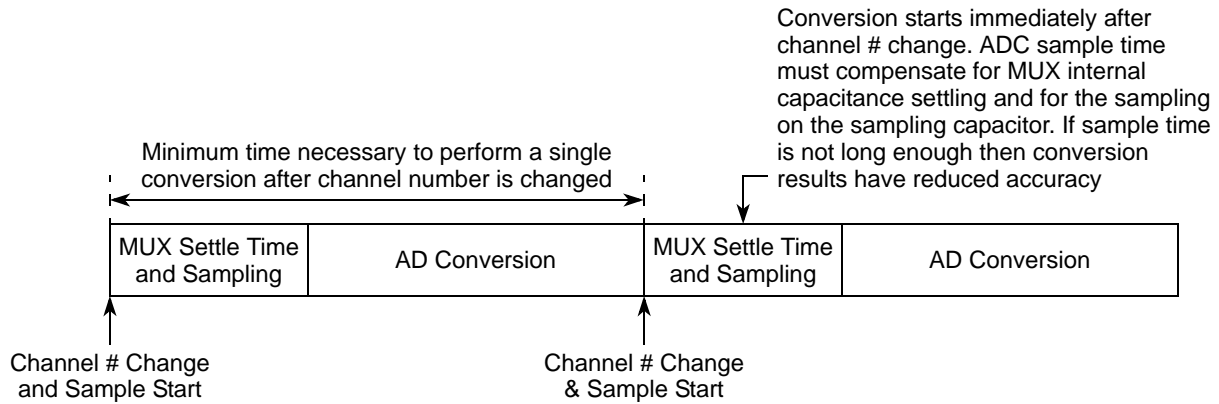 Conversion starts immediately after
channel # change. ADC sample time
must compensate for MUX internal
capacitance settling and for the sampling
on the sampling capacitor. If sample time
is not long enough then conversion
results have reduced accuracy
Minimum time necessary to perform a single
conversion after channel number is changed
MUX Settle Time
and Sampling
AD Conversion
MUX Settle Time
and Sampling
AD Conversion
Channel # Change
and Sample Start
Channel # Change
& Sample Start